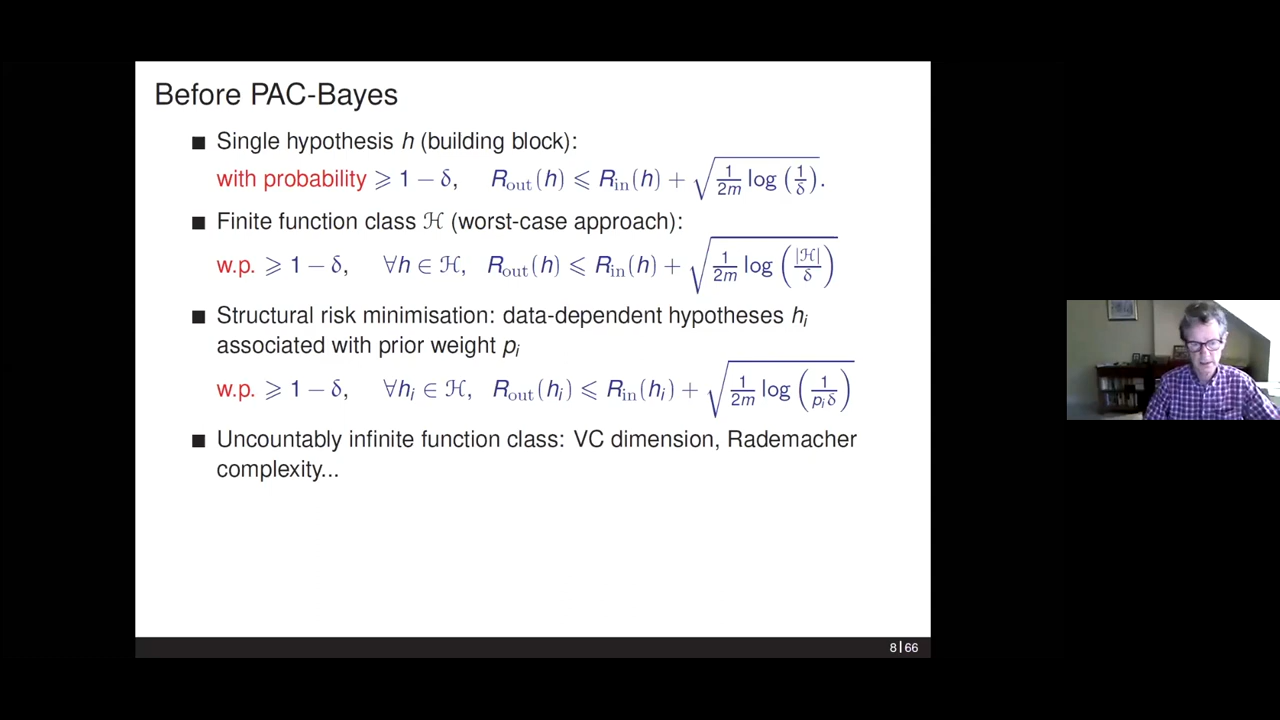 Before PAC-Bayes
■ Single hypothesis h (building block):
with probability ⩾ 1 − δ, R_out(h) ⩽ R_in(h) + √(1/2m log(1/δ)).
■ Finite function class ℋ (worst-case approach):
w.p. ⩾ 1 − δ, ∀h ∈ ℋ, R_out(h) ⩽ R_in(h) + √(1/2m log(|ℋ|/δ))
■ Structural risk minimisation: data-dependent hypotheses h_i
associated with prior weight p_i
w.p. ⩾ 1 − δ, ∀h_i ∈ ℋ, R_out(h_i) ⩽ R_in(h_i) + √(1/2m log(1/p_iδ))
■ Uncountably infinite function class: VC dimension, Rademacher
complexity...
8|66